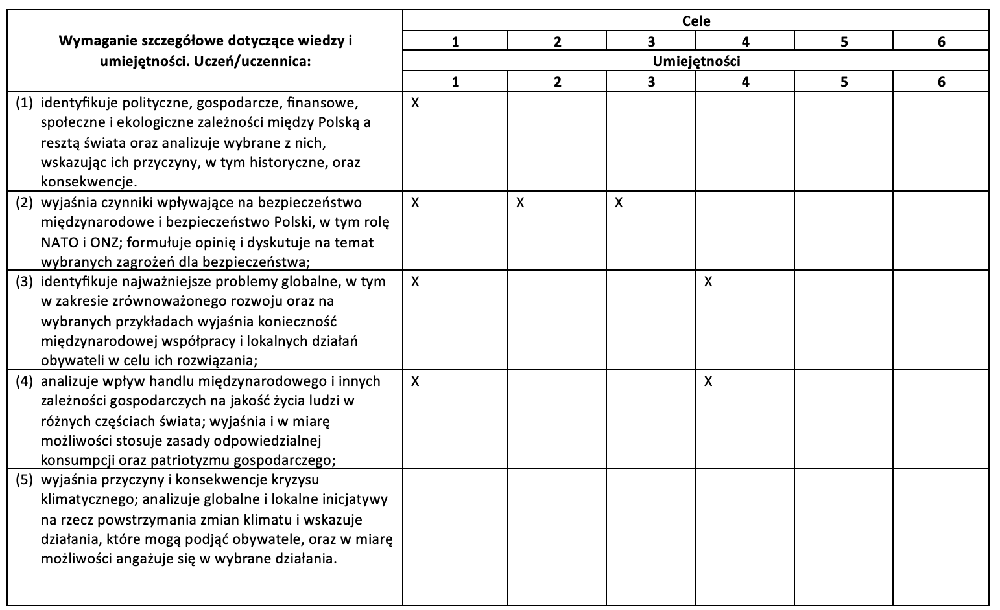 Wymaganie szczegółowe dotyczące wiedzy i
umiejętności. Uczeń/uczennica:
Cele
1 2 3 4 5 6
Umiejętności
1 2 3 4 5 6
(1) identyfikuje polityczne, gospodarcze, finansowe,
społeczne i ekologiczne zależności między Polską a
resztą świata oraz analizuje wybrane z nich,
wskazując ich przyczyny, w tym historyczne, oraz
konsekwencje.
X
(2) wyjaśnia czynniki wpływające na bezpieczeństwo
międzynarodowe i bezpieczeństwo Polski, w tym rolę
NATO i ONZ; formułuje opinię i dyskutuje na temat
wybranych zagrożeń dla bezpieczeństwa;
X X X
(3) identyfikuje najważniejsze problemy globalne, w tym
w zakresie zrównoważonego rozwoju oraz na
wybranych przykładach wyjaśnia konieczność
międzynarodowej współpracy i lokalnych działań
obywateli w celu ich rozwiązania;
X X
(4) analizuje wpływ handlu międzynarodowego i innych
zależności gospodarczych na jakość życia ludzi w
różnych częściach świata; wyjaśnia i w miarę
możliwości stosuje zasady odpowiedzialnej
konsumpcji oraz patriotyzmu gospodarczego;
X X
(5) wyjaśnia przyczyny i konsekwencje kryzysu
klimatycznego; analizuje globalne i lokalne inicjatywy
na rzecz powstrzymania zmian klimatu i wskazuje
działania, które mogą podjąć obywatele, oraz w miarę
możliwości angażuje się w wybrane działania.